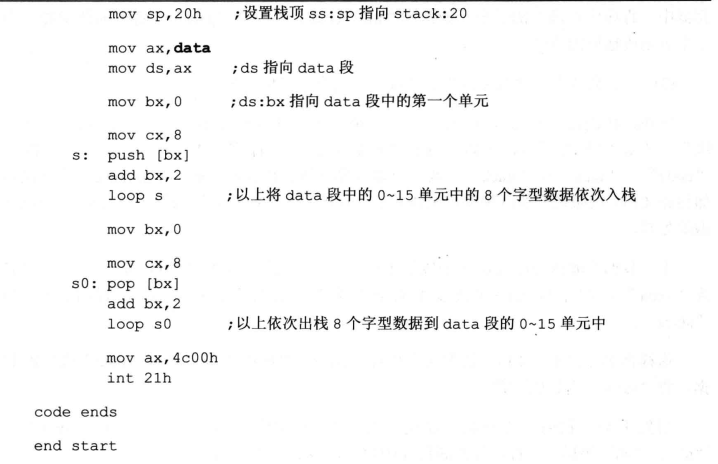 mov sp,20h ;设置栈顶 ss:sp 指向 stack:20
mov ax,data
mov ds,ax ;ds 指向 data 段
mov bx,0 ;ds:bx 指向 data 段中的第一个单元
mov cx,8
s: push [bx]
add bx,2
loop s ;以上将 data 段中的 0~15 单元中的 8 个字型数据依次入栈
mov bx,0
mov cx,8
s0: pop [bx]
add bx,2
loop s0 ;以上依次出栈 8 个字型数据到 data 段的 0~15 单元中
mov ax,4c00h
int 21h
code ends
end start